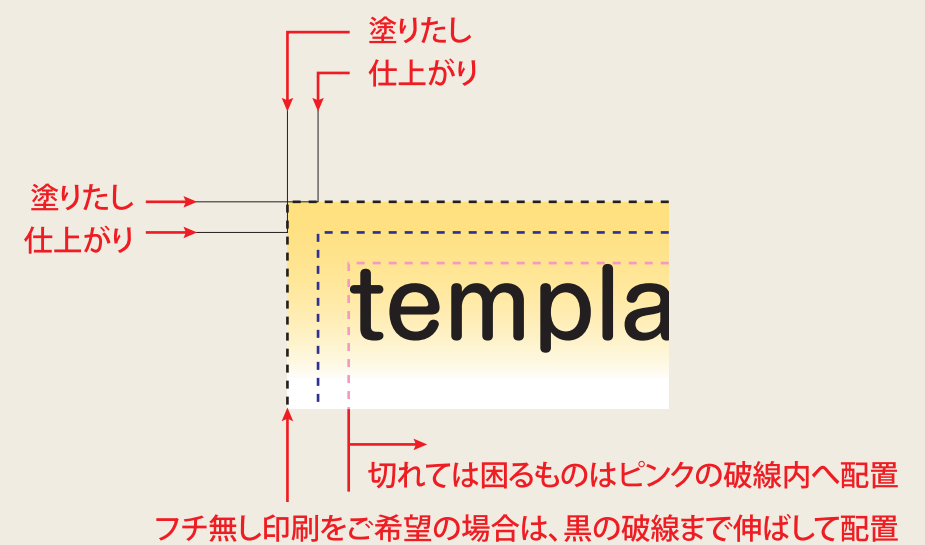 塗りたし
仕上がり
塗りたし
仕上がり
templa
切れては困るものはピンクの破線内へ配置
フチ無し印刷をご希望の場合は、黒の破線まで伸ばして配置